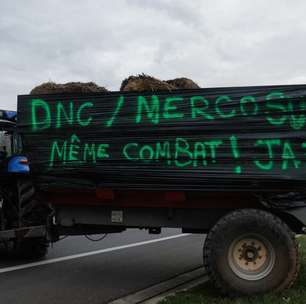 DNC / MERCOSU
MÊME COMBAT ! JA